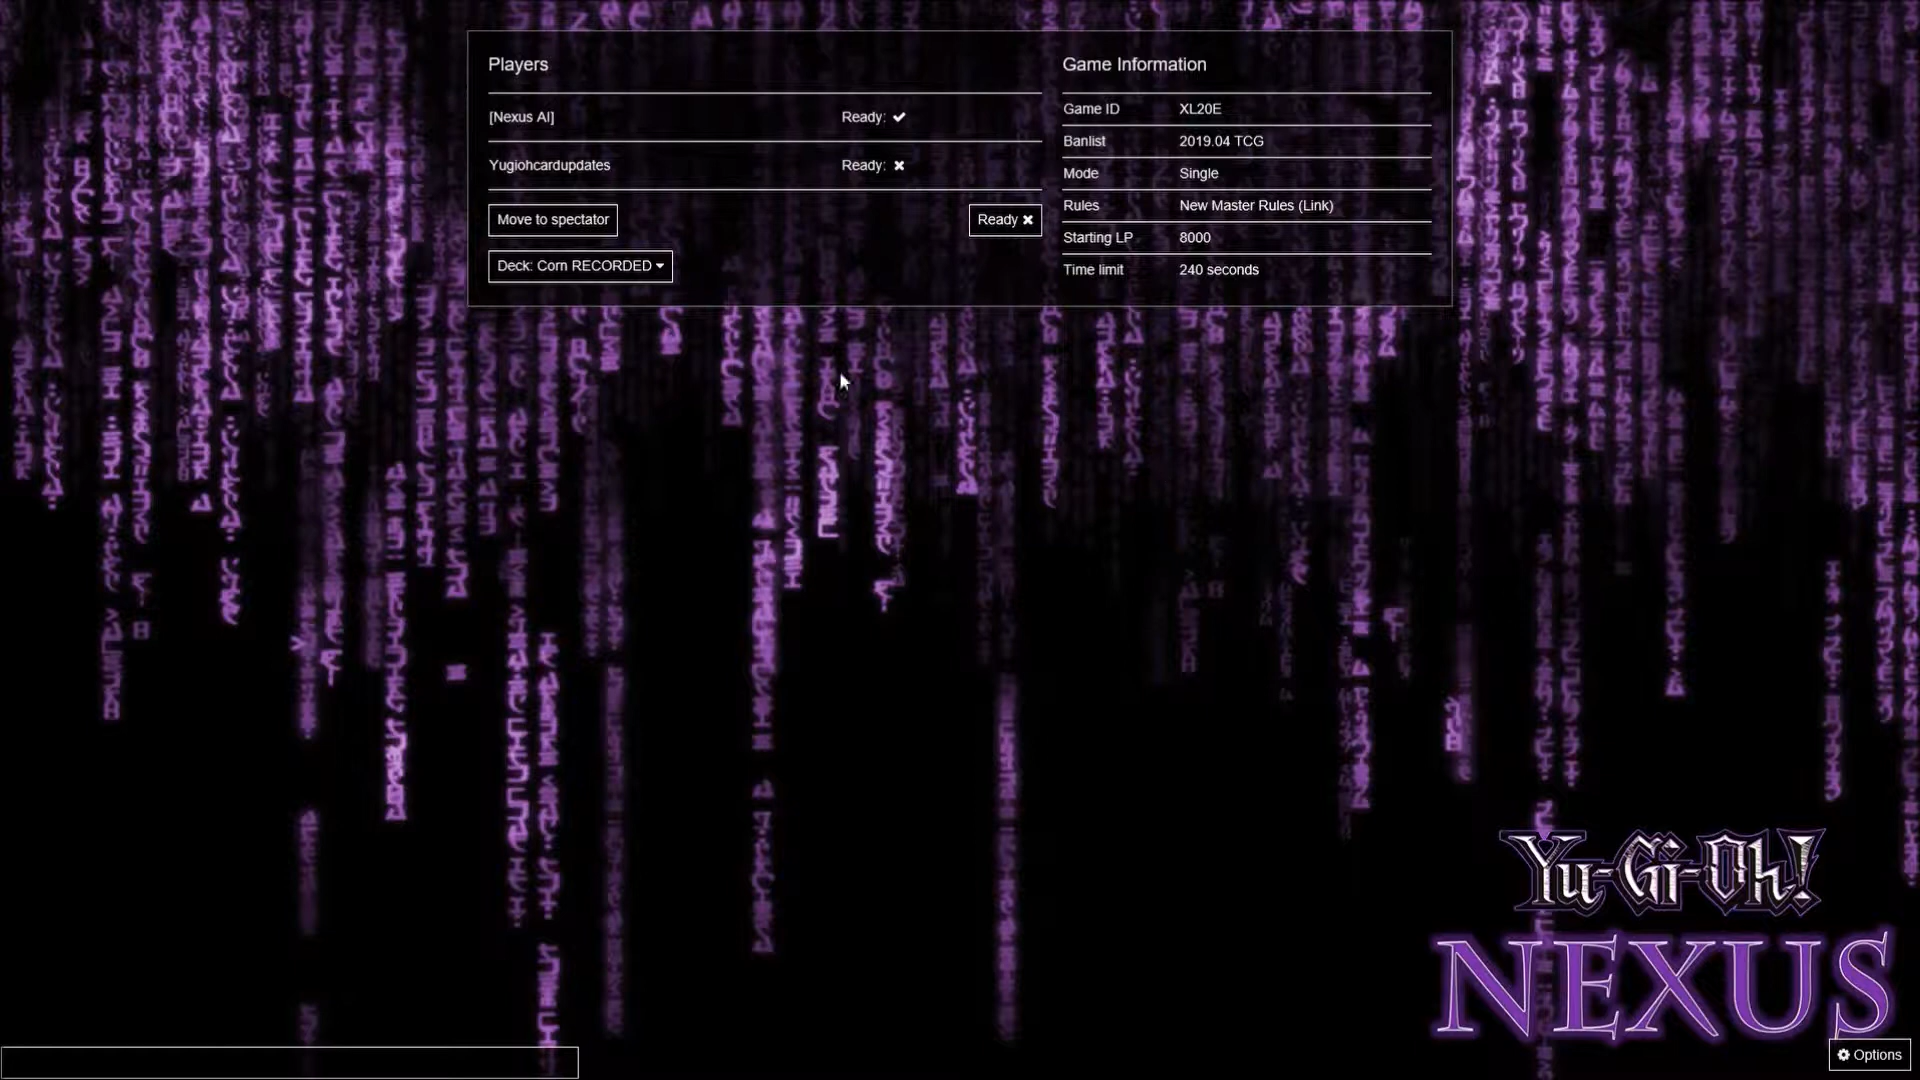 Players
[Nexus AI] Ready: ✔
Yugiohcardupdates Ready: ✖
Move to spectator
Ready ✖
Deck: Corn RECORDED
Game Information
Game ID XL20E
Banlist 2019.04 TCG
Mode Single
Rules New Master Rules (Link)
Starting LP 8000
Time limit 240 seconds
Yu-Gi-Oh!
NEXUS
Options